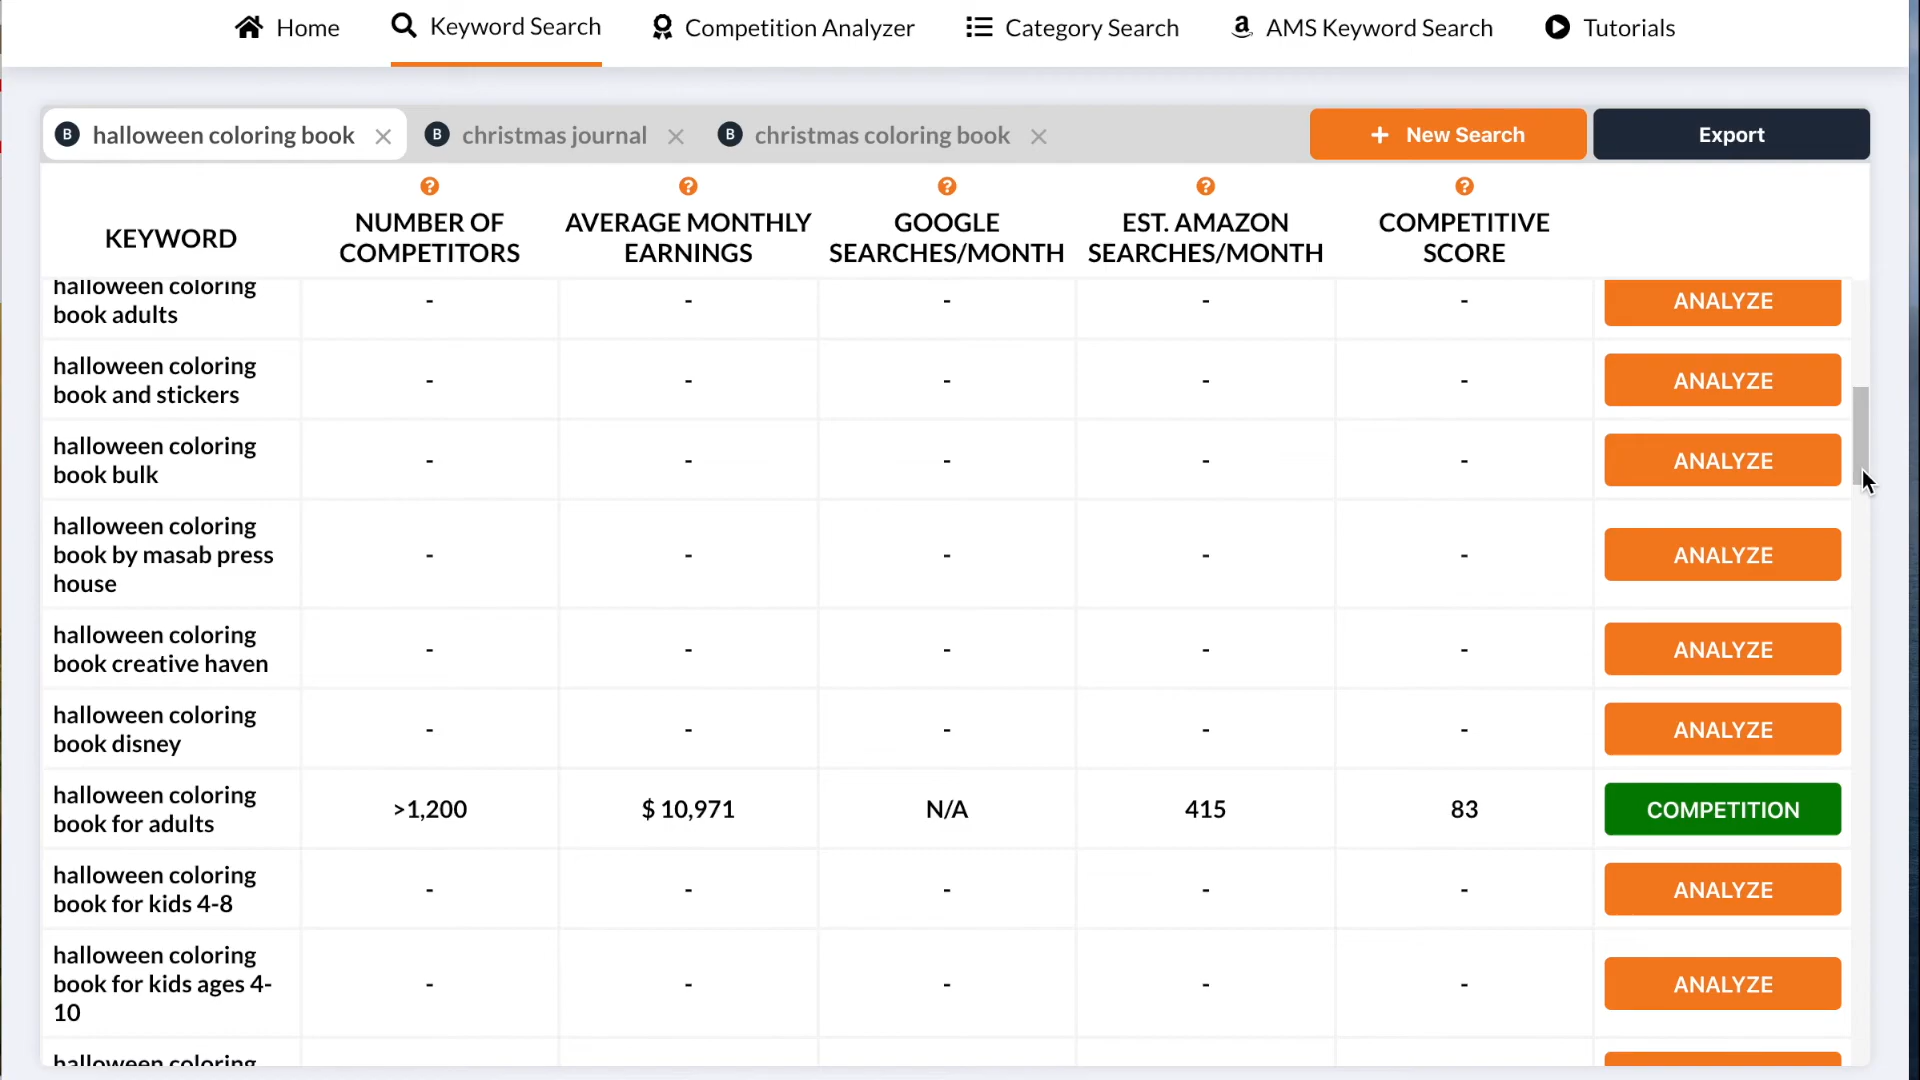 Home Keyword Search Competition Analyzer Category Search AMS Keyword Search Tutorials
B halloween coloring book × B christmas journal × B christmas coloring book × + New Search Export
? ? ? ? ?
KEYWORD
NUMBER OF
COMPETITORS
AVERAGE MONTHLY
EARNINGS
GOOGLE
SEARCHES/MONTH
EST. AMAZON
SEARCHES/MONTH
COMPETITIVE
SCORE
halloween coloring
book adults
- - - - - ANALYZE
halloween coloring
book and stickers
- - - - - ANALYZE
halloween coloring
book bulk
- - - - - ANALYZE
halloween coloring
book by masab press
house
- - - - - ANALYZE
halloween coloring
book creative haven
- - - - - ANALYZE
halloween coloring
book disney
- - - - - ANALYZE
halloween coloring
book for adults
>1,200 $ 10,971 N/A 415 83 COMPETITION
halloween coloring
book for kids 4-8
- - - - - ANALYZE
halloween coloring
book for kids ages 4-
10
- - - - - ANALYZE
halloween coloring